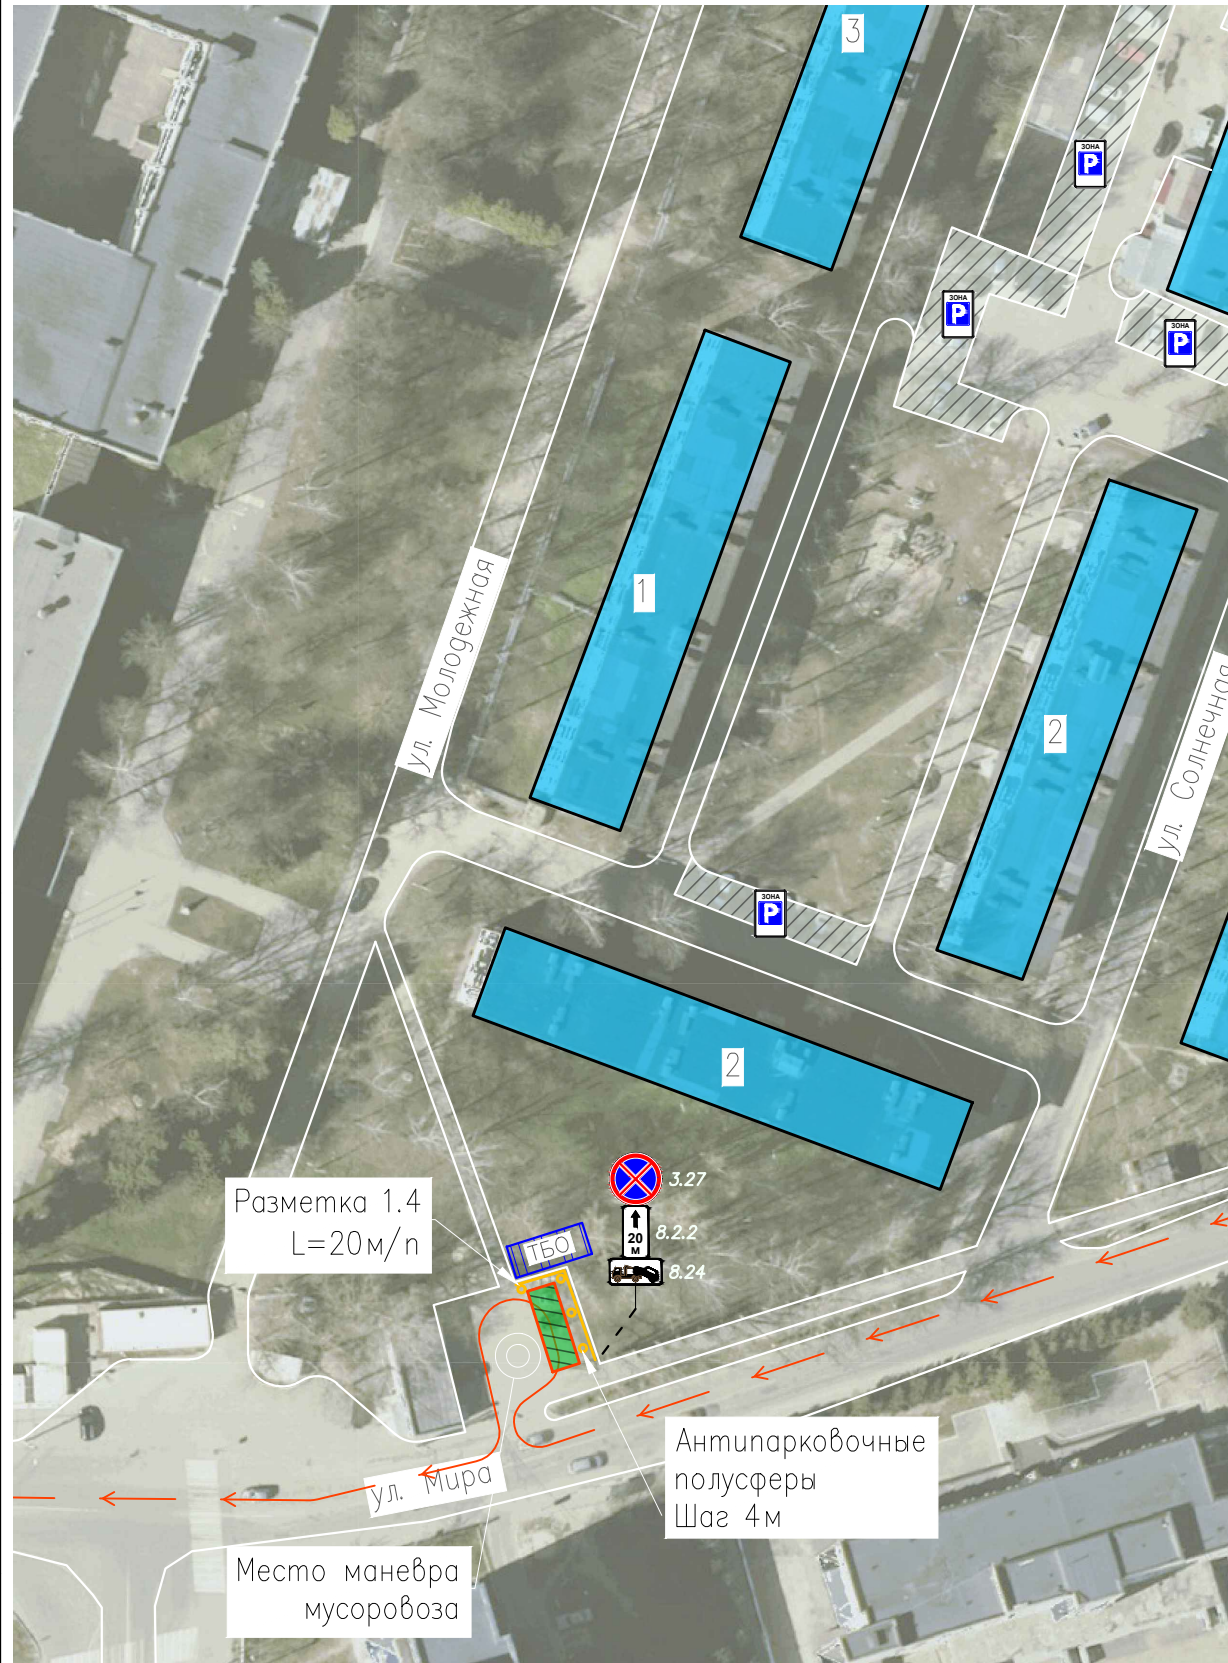 3
ЗОНА
P
ЗОНА
P
ЗОНА
P
1
ул. Молодежная
2
ул. Солнечная
ЗОНА
P
2
3.27
Разметка 1.4
L=20м/п
20
м
8.2.2
ТБО
8.24
Антипарковочные
полусферы
Шаг 4м
ул. Мира
Место маневра
мусоровоза